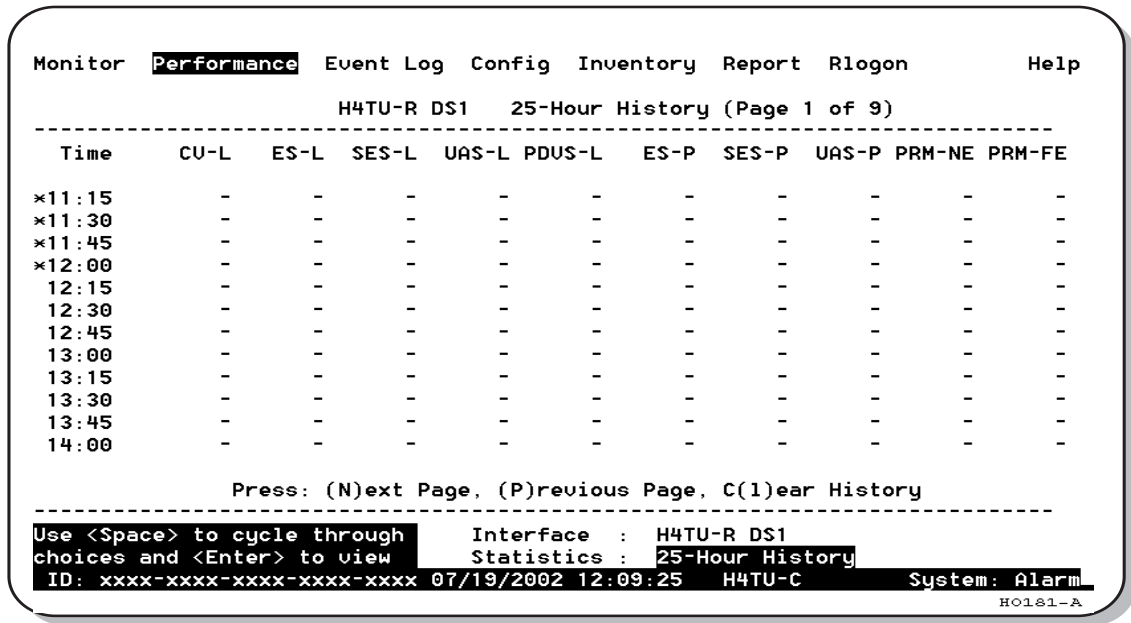 Monitor Performance Event Log Config Inventory Report Rlogon Help
H4TU-R DS1 25-Hour History (Page 1 of 9)
--------------------------------------------------------------------------------
Time CV-L ES-L SES-L UAS-L PDVS-L ES-P SES-P UAS-P PRM-NE PRM-FE
*11:15 - - - - - - - - - -
*11:30 - - - - - - - - - -
*11:45 - - - - - - - - - -
*12:00 - - - - - - - - - -
12:15 - - - - - - - - - -
12:30 - - - - - - - - - -
12:45 - - - - - - - - - -
13:00 - - - - - - - - - -
13:15 - - - - - - - - - -
13:30 - - - - - - - - - -
13:45 - - - - - - - - - -
14:00 - - - - - - - - - -
Press: (N)ext Page, (P)revious Page, C(l)ear History
--------------------------------------------------------------------------------
Use <Space> to cycle through Interface : H4TU-R DS1
choices and <Enter> to view Statistics : 25-Hour History
ID: xxxx-xxxx-xxxx-xxxx-xxxx 07/19/2002 12:09:25 H4TU-C System: Alarm
HO181-A